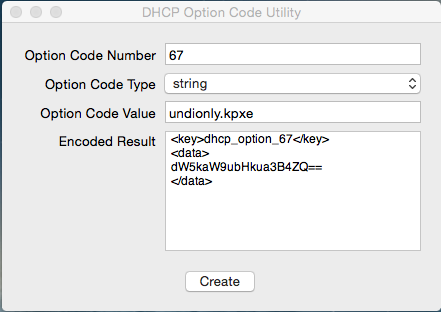 DHCP Option Code Utility
Option Code Number 67
Option Code Type string
Option Code Value undionly.kpxe
Encoded Result <key>dhcp_option_67</key>
<data>
dW5kaW9ubHkua3B4ZQ==
</data>
Create